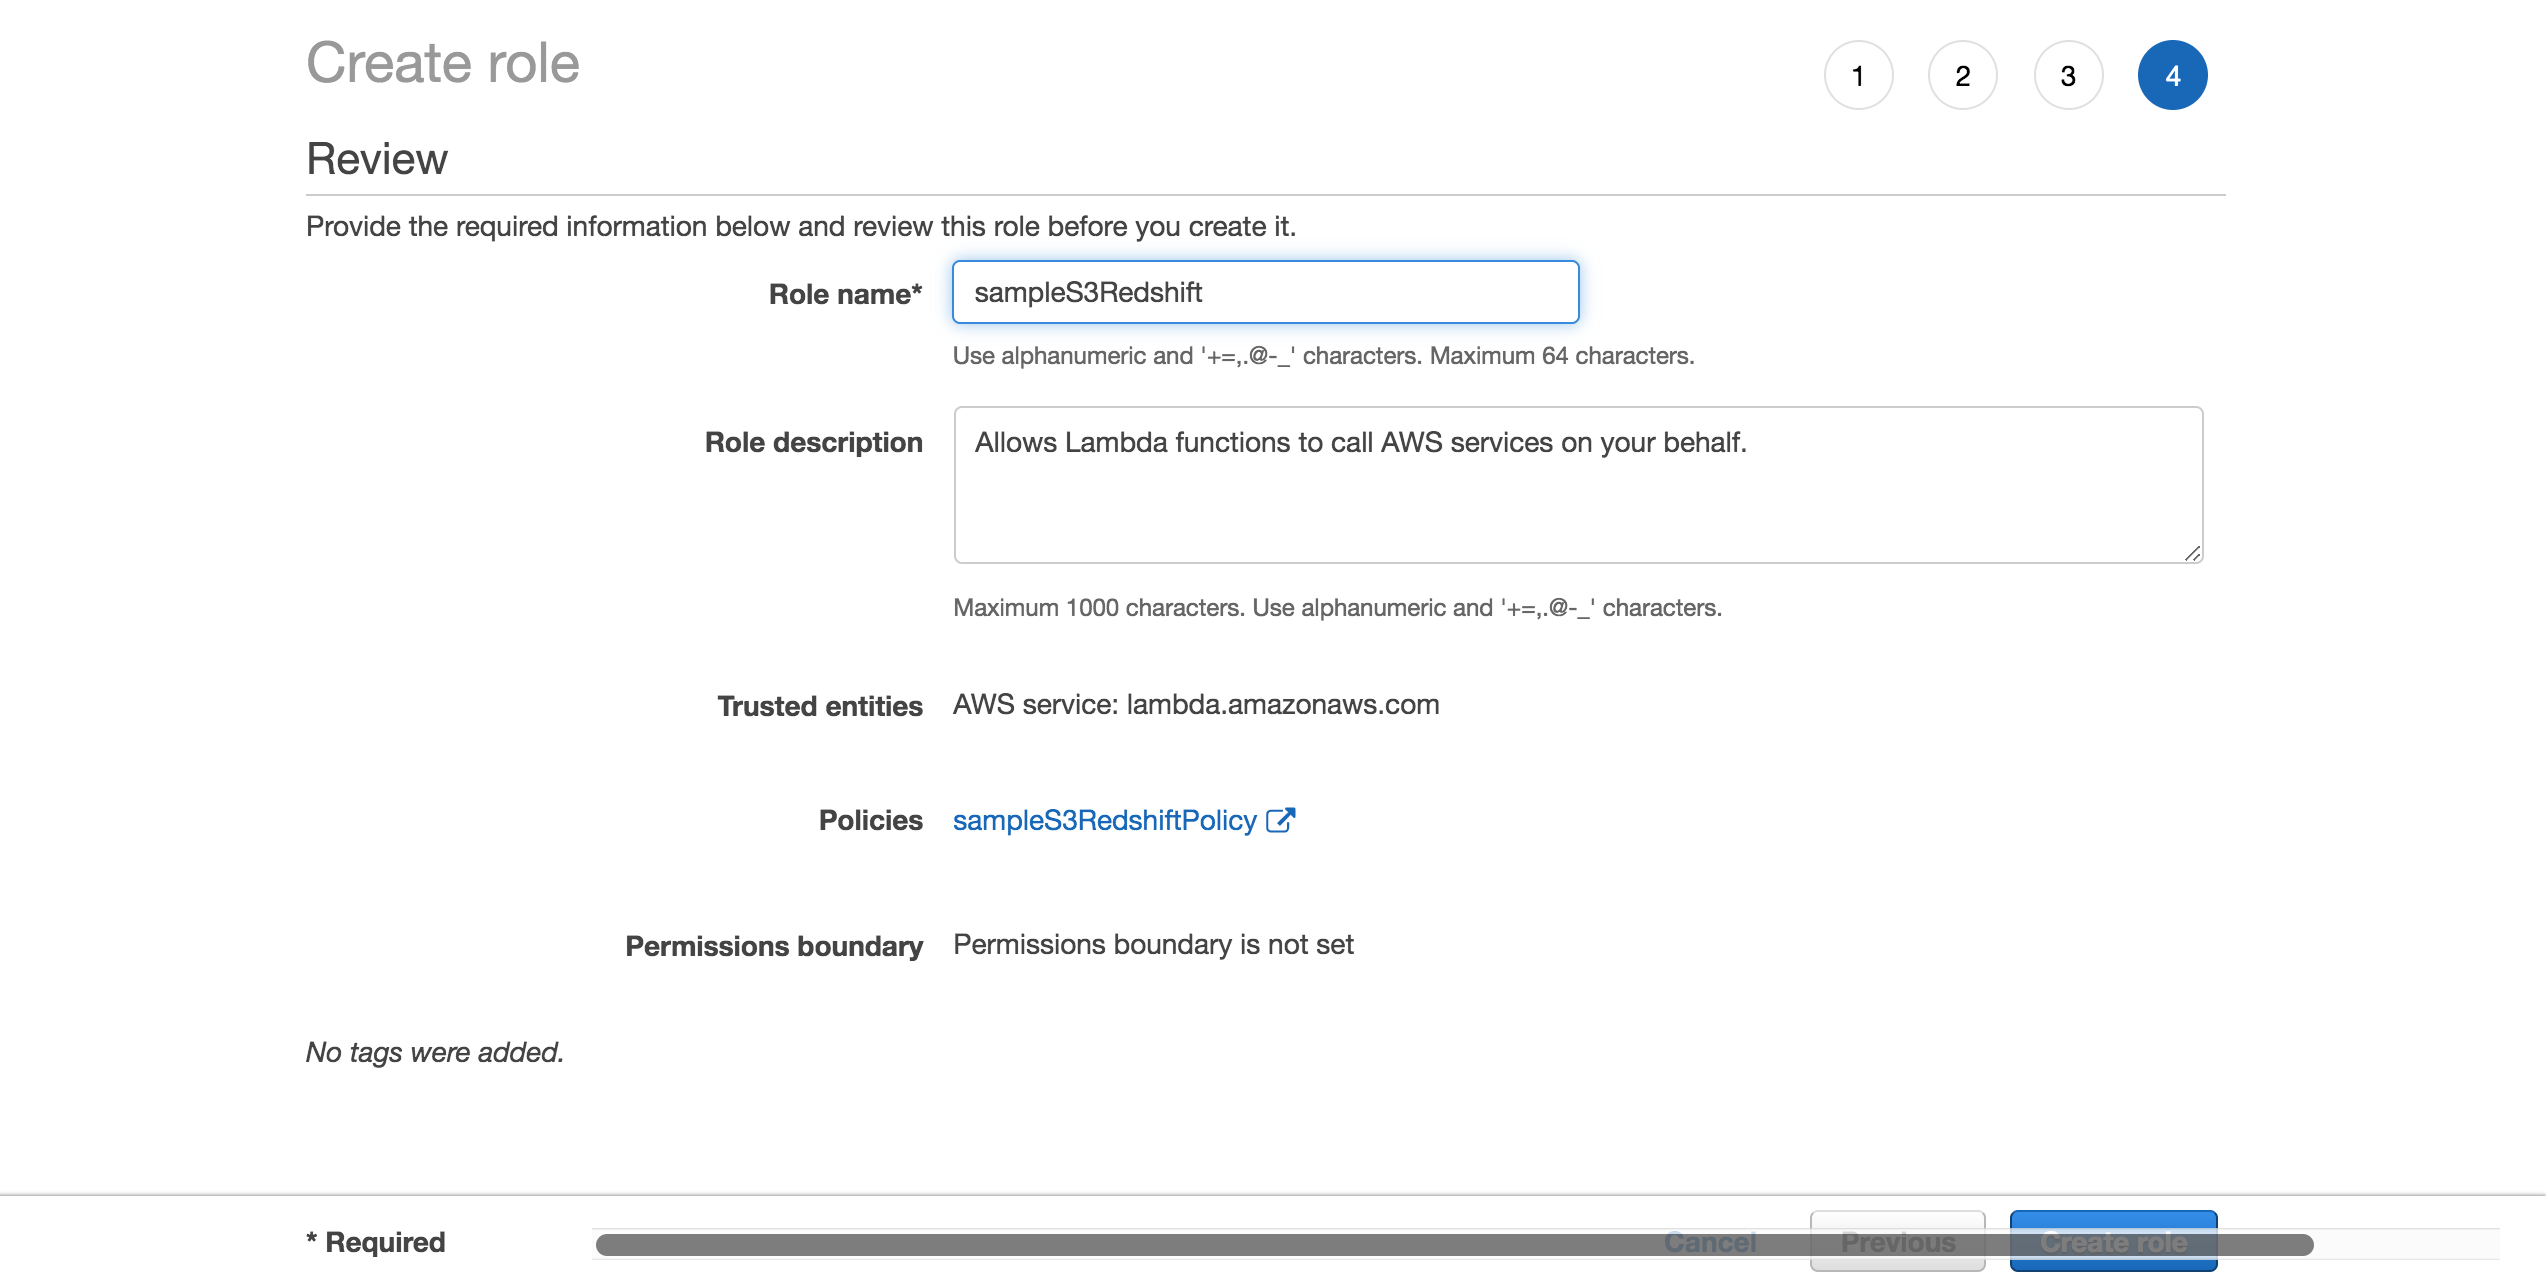 Create role
1 2 3 4
Review
Provide the required information below and review this role before you create it.
Role name* sampleS3Redshift
Use alphanumeric and '+=,.@-_' characters. Maximum 64 characters.
Role description Allows Lambda functions to call AWS services on your behalf.
Maximum 1000 characters. Use alphanumeric and '+=,.@-_' characters.
Trusted entities AWS service: lambda.amazonaws.com
Policies sampleS3RedshiftPolicy
Permissions boundary Permissions boundary is not set
No tags were added.
* Required Cancel Previous Create role